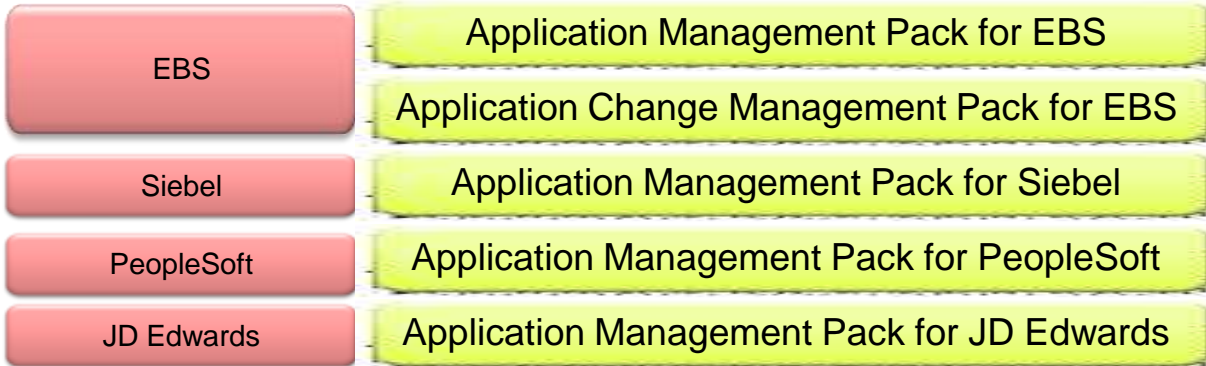 EBS
Application Management Pack for EBS
Application Change Management Pack for EBS
Siebel
Application Management Pack for Siebel
PeopleSoft
Application Management Pack for PeopleSoft
JD Edwards
Application Management Pack for JD Edwards